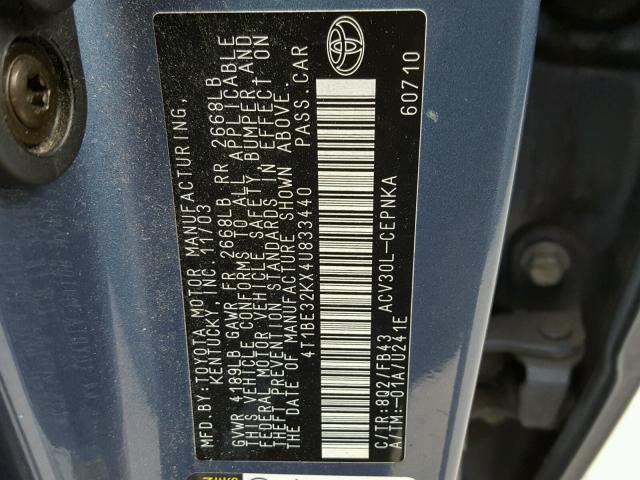 MFD. BY: TOYOTA MOTOR MANUFACTURING,
KENTUCKY, INC. 11/03
GVWR 4189LB GAWR FR 2668LB RR 2668LB
THIS VEHICLE CONFORMS TO ALL APPLICABLE
FEDERAL MOTOR VEHICLE SAFETY, BUMPER AND
THEFT PREVENTION STANDARDS IN EFFECT ON
THE DATE OF MANUFACTURE SHOWN ABOVE.
4T1BE32KX4U833440 PASS. CAR
ACV30L-CEPNKA
C/TR:8Q2/FB43
A/TM:-01A/U241E
60710